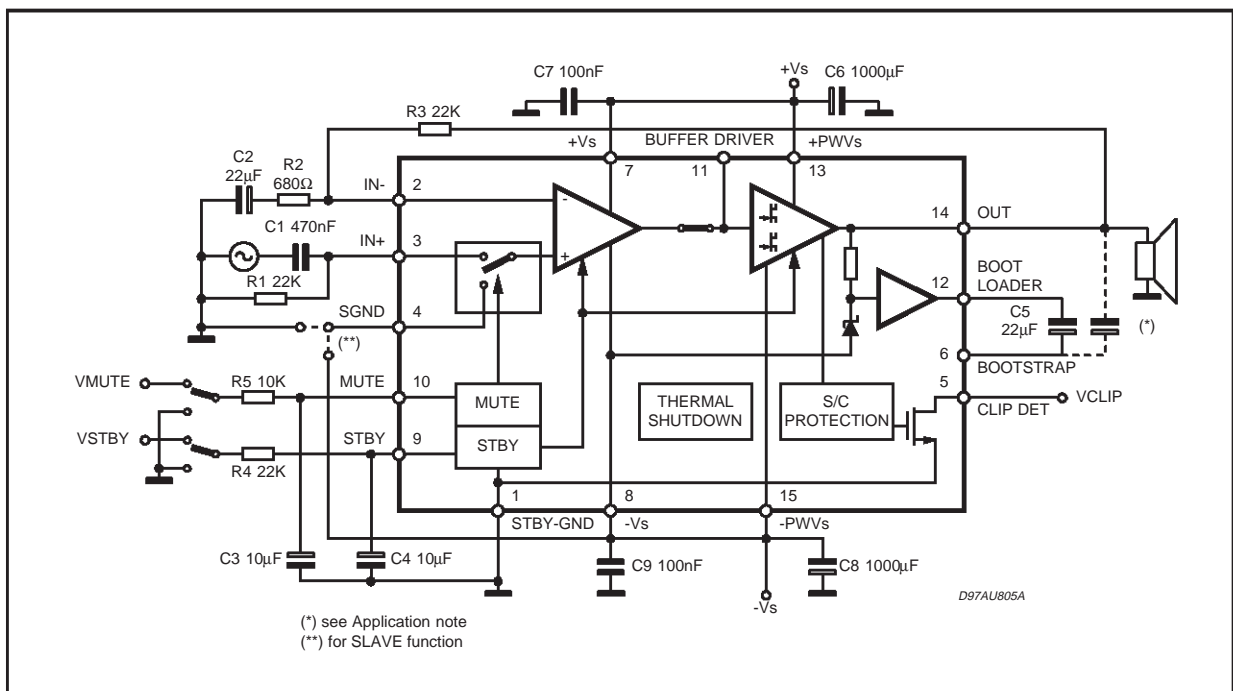 +Vs
C7 100nF
C6 1000µF
R3 22K
+Vs
BUFFER DRIVER
+PWVs
C2
22µF
R2
680Ω
IN-
2
7
11
13
-
C1 470nF
IN+
3
+
14
OUT
R1 22K
SGND
4
(**)
12
BOOT
LOADER
C5
22µF
(*)
6
BOOTSTRAP
VMUTE
R5 10K
MUTE
10
MUTE
THERMAL
SHUTDOWN
S/C
PROTECTION
5
CLIP DET
VCLIP
VSTBY
R4 22K
STBY
9
STBY
1
8
15
STBY-GND
-Vs
-PWVs
C3 10µF
C4 10µF
C9 100nF
C8 1000µF
-Vs
D97AU805A
(*) see Application note
(**) for SLAVE function